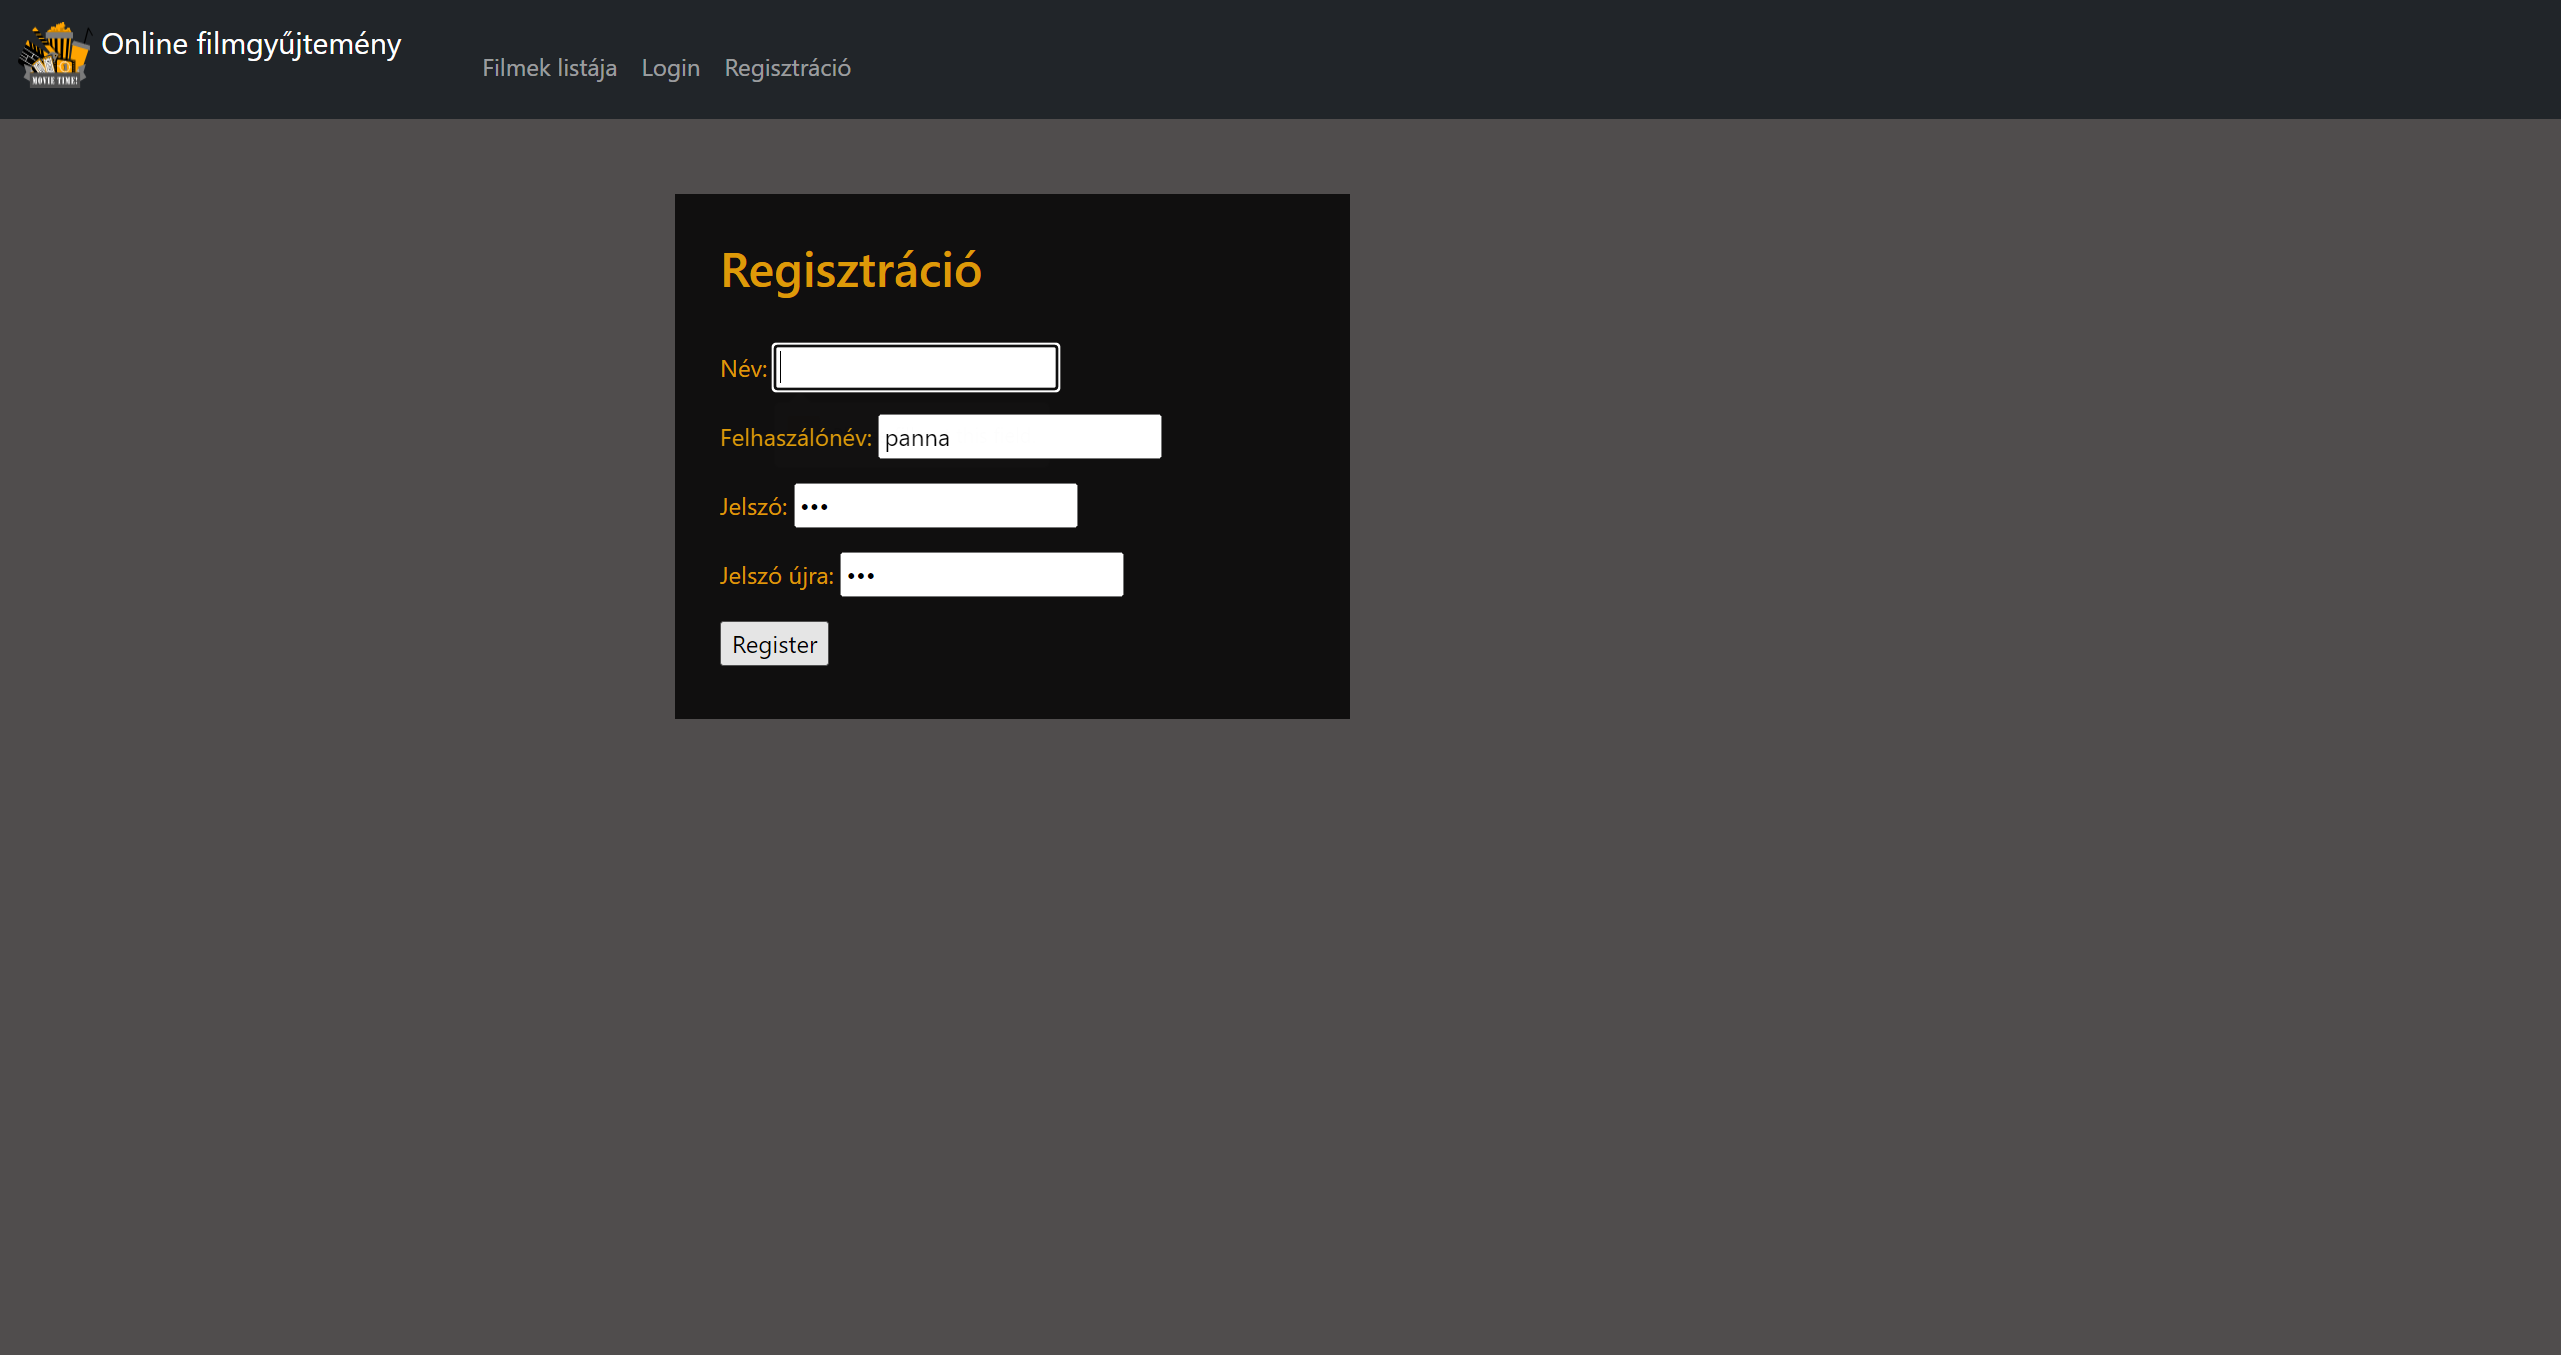 MOVIE TIME!
Online filmgyűjtemény
Filmek listája Login Regisztráció
Regisztráció
Név:
Felhaszálónév: panna
Jelszó: •••
Jelszó újra: •••
Register